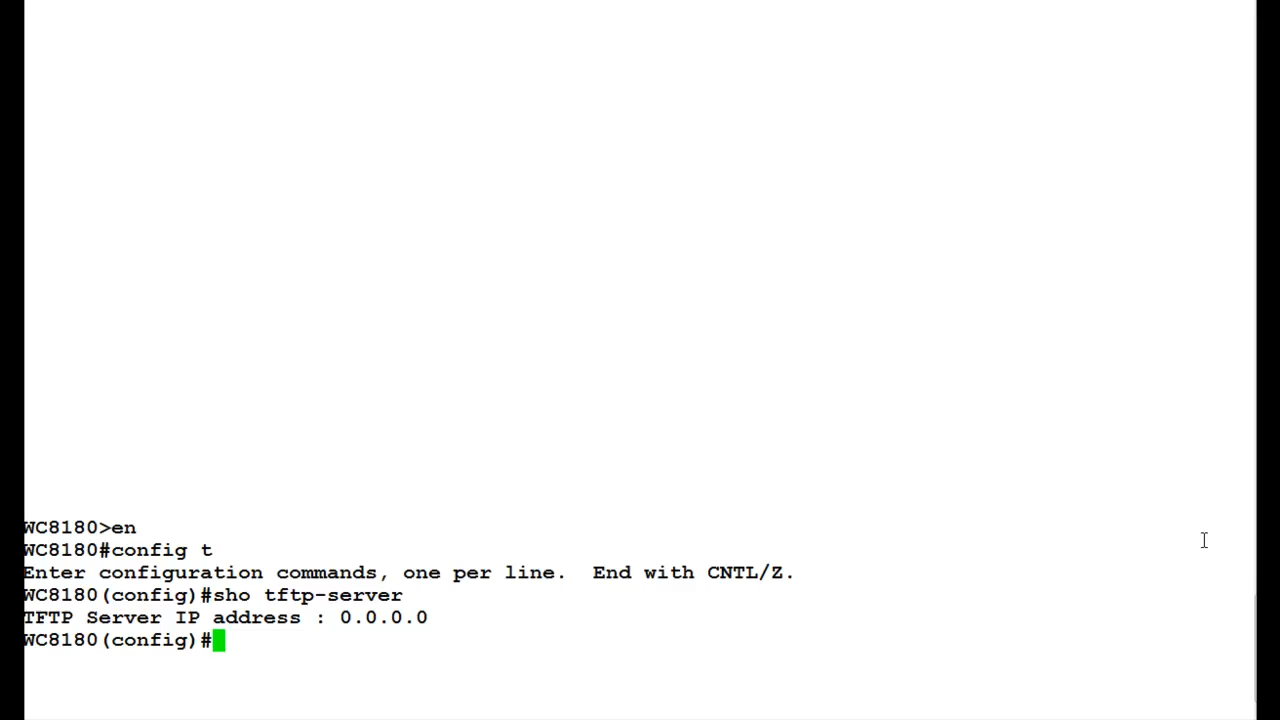 WC8180>en
WC8180#config t
Enter configuration commands, one per line.  End with CNTL/Z.
WC8180(config)#sho tftp-server
TFTP Server IP address : 0.0.0.0
WC8180(config)#